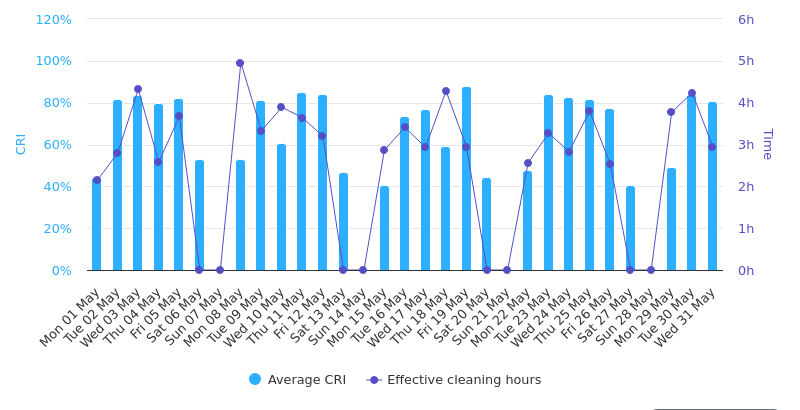 120%
100%
80%
60%
40%
20%
0%
CRI
6h
5h
4h
3h
2h
1h
0h
Time
Mon 01 May
Tue 02 May
Wed 03 May
Thu 04 May
Fri 05 May
Sat 06 May
Sun 07 May
Mon 08 May
Tue 09 May
Wed 10 May
Thu 11 May
Fri 12 May
Sat 13 May
Sun 14 May
Mon 15 May
Tue 16 May
Wed 17 May
Thu 18 May
Fri 19 May
Sat 20 May
Sun 21 May
Mon 22 May
Tue 23 May
Wed 24 May
Thu 25 May
Fri 26 May
Sat 27 May
Sun 28 May
Mon 29 May
Tue 30 May
Wed 31 May
Average CRI
Effective cleaning hours